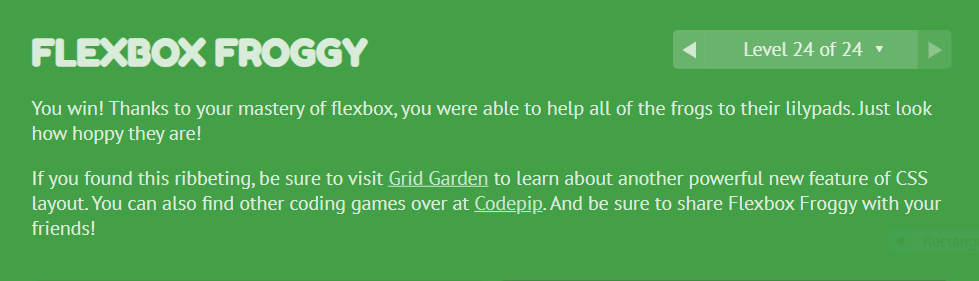 FLEXBOX FROGGY
Level 24 of 24
You win! Thanks to your mastery of flexbox, you were able to help all of the frogs to their lilypads. Just look
how hoppy they are!
If you found this ribbeting, be sure to visit Grid Garden to learn about another powerful new feature of CSS
layout. You can also find other coding games over at Codepip. And be sure to share Flexbox Froggy with your
friends!
Rectang